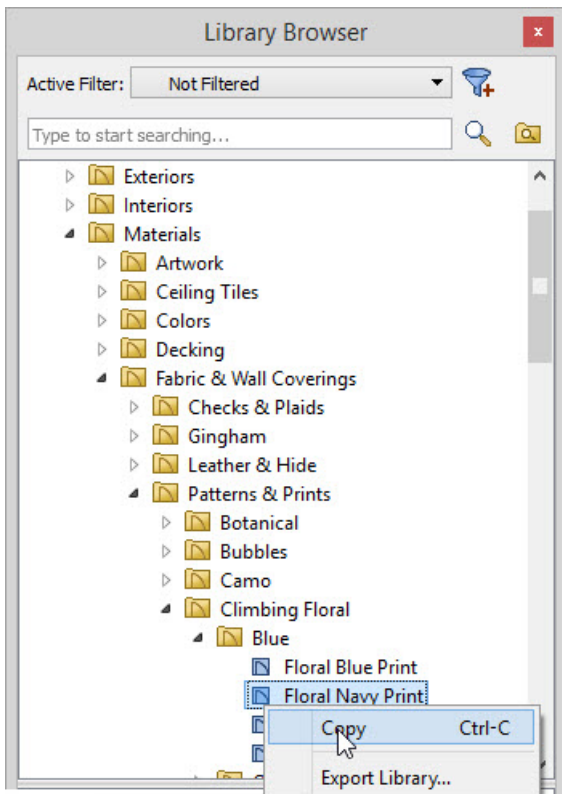 Library Browser
x
Active Filter: Not Filtered
Type to start searching...
Exteriors
Interiors
Materials
Artwork
Ceiling Tiles
Colors
Decking
Fabric & Wall Coverings
Checks & Plaids
Gingham
Leather & Hide
Patterns & Prints
Botanical
Bubbles
Camo
Climbing Floral
Blue
Floral Blue Print
Floral Navy Print
Copy Ctrl-C
Export Library...